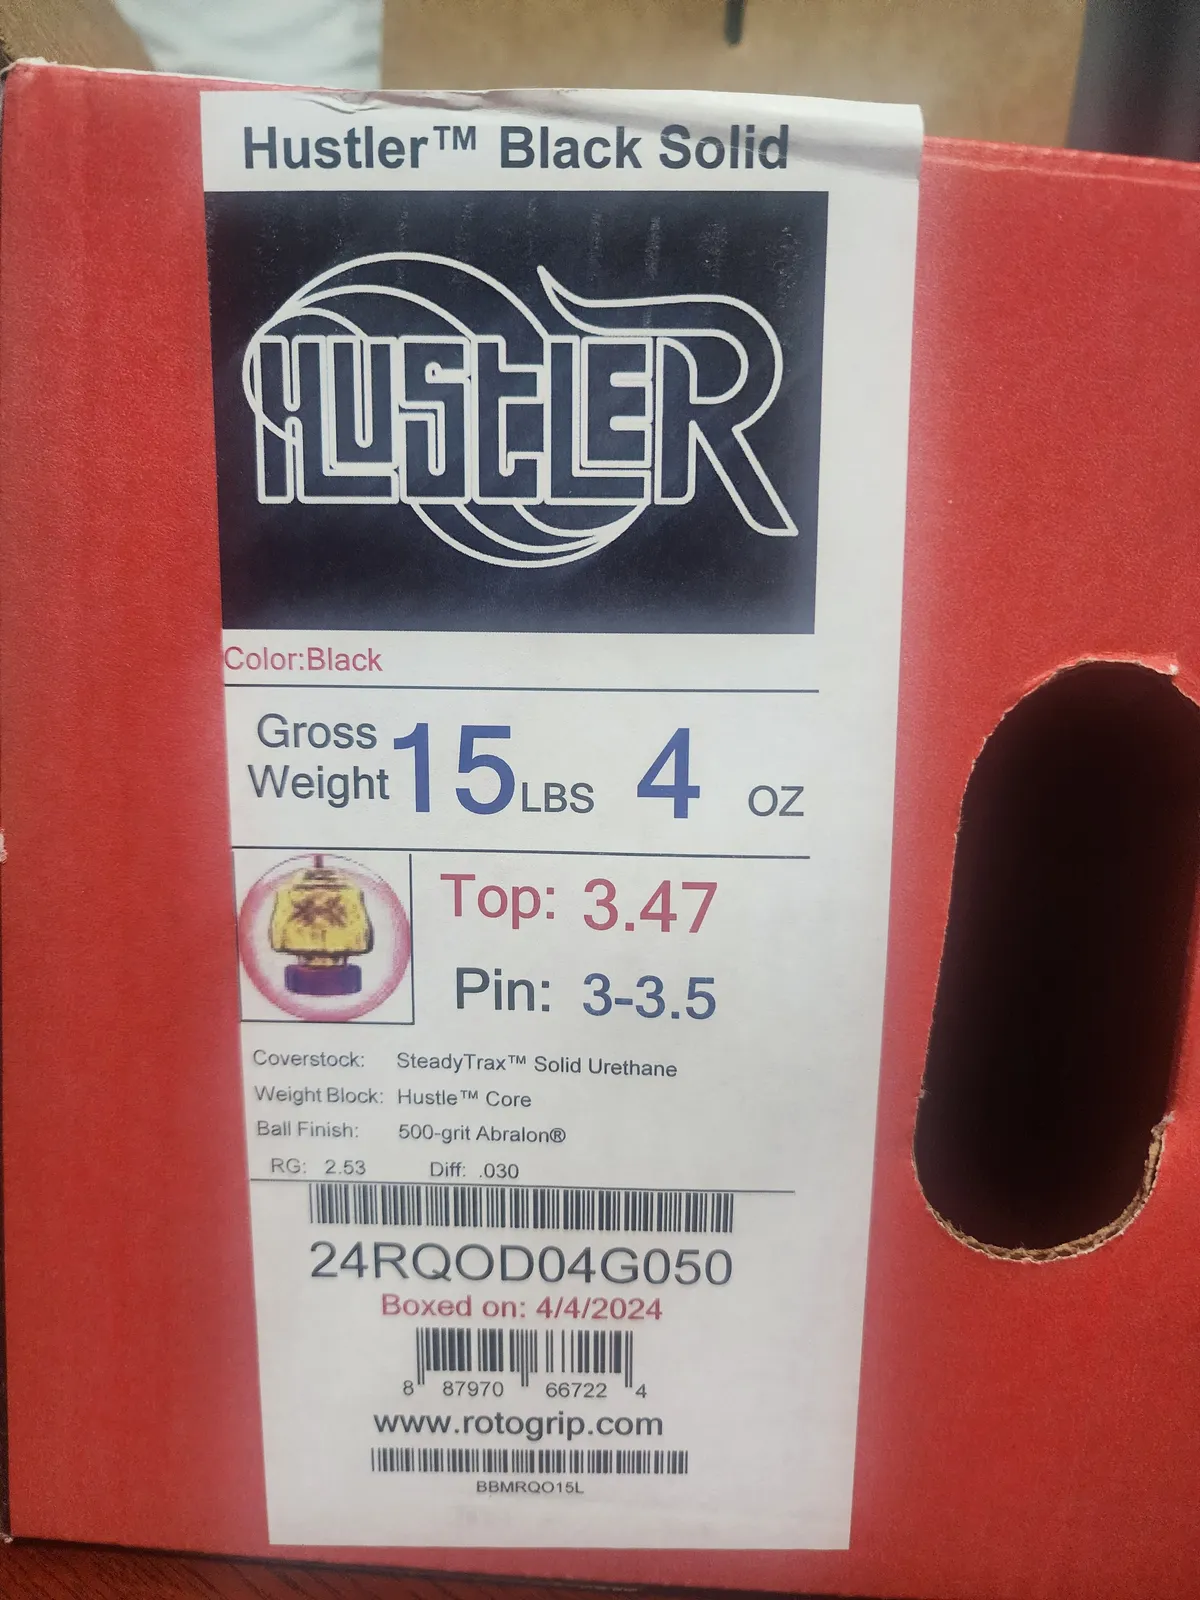 Hustler™ Black Solid
HUSTLER
Color:Black
Gross Weight 15 LBS 4 OZ
Top: 3.47
Pin: 3-3.5
Coverstock: SteadyTrax™ Solid Urethane
Weight Block: Hustle™ Core
Ball Finish: 500-grit Abralon®
RG: 2.53 Diff: .030
24RQOD04G050
Boxed on: 4/4/2024
8 87970 66722 4
www.rotogrip.com
BBMRQO15L